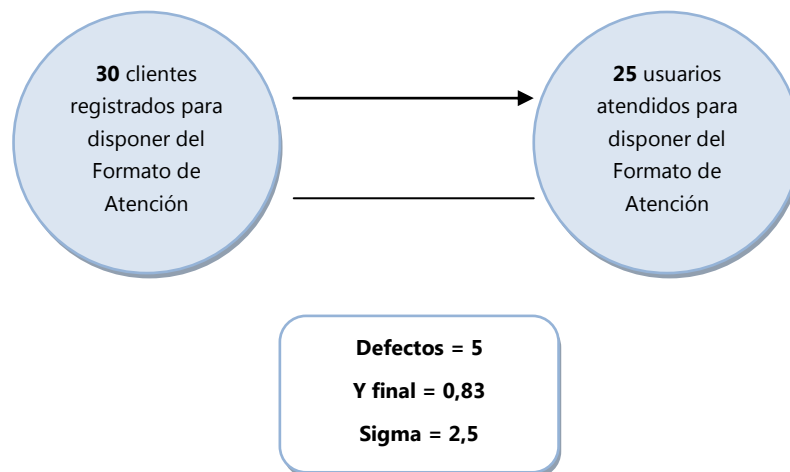 30 clientes
registrados para
disponer del
Formato de
Atención
25 usuarios
atendidos para
disponer del
Formato de
Atención
Defectos = 5
Y final = 0,83
Sigma = 2,5